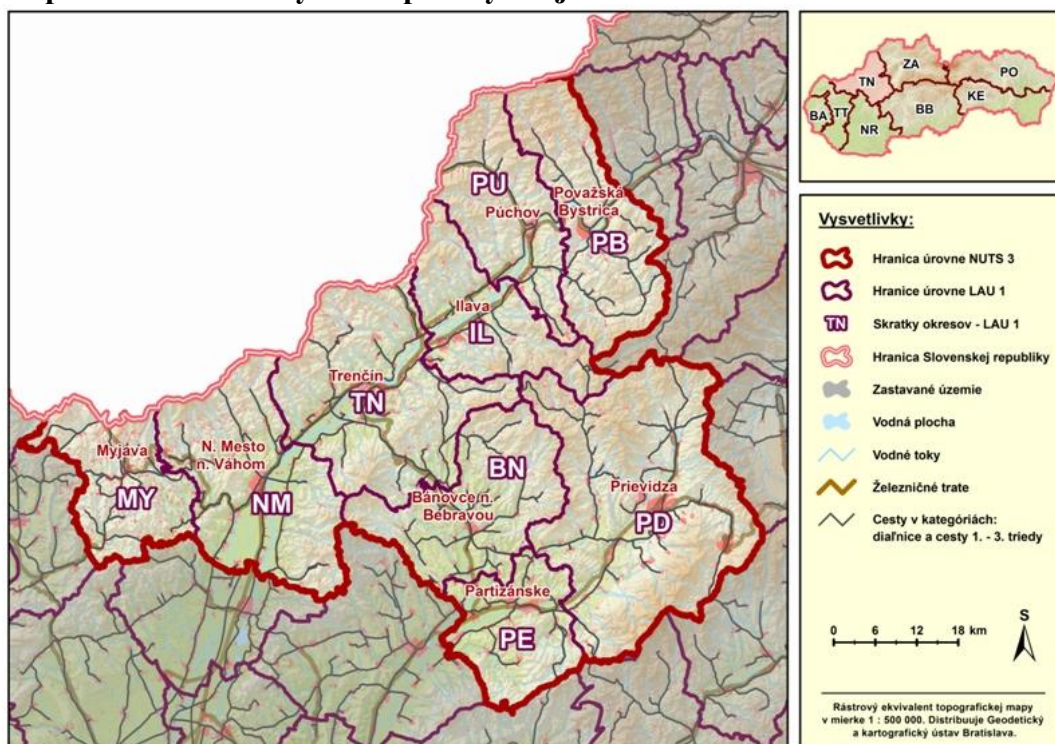 PU
Považská
Bystrica
Púchov
PB
Ilava
IL
Trenčín
TN
Myjáva
N. Mesto
n. Váhom
MY
NM
BN
Bánovce n.
Bebravou
Prievidza
PD
Partizánske
PE
ZA
TN
PO
BA
TT
NR
BB
KE
Vysvetlivky:
Hranica úrovne NUTS 3
Hranice úrovne LAU 1
TN Skratky okresov - LAU 1
Hranica Slovenskej republiky
Zastavané územie
Vodná plocha
Vodné toky
Železničné trate
Cesty v kategóriách:
diaľnice a cesty 1. - 3. triedy
S
0 6 12 18 km
Rástrový ekvivalent topografickej mapy
v mierke 1 : 500 000. Distribuuje Geodetický
a kartografický ústav Bratislava.